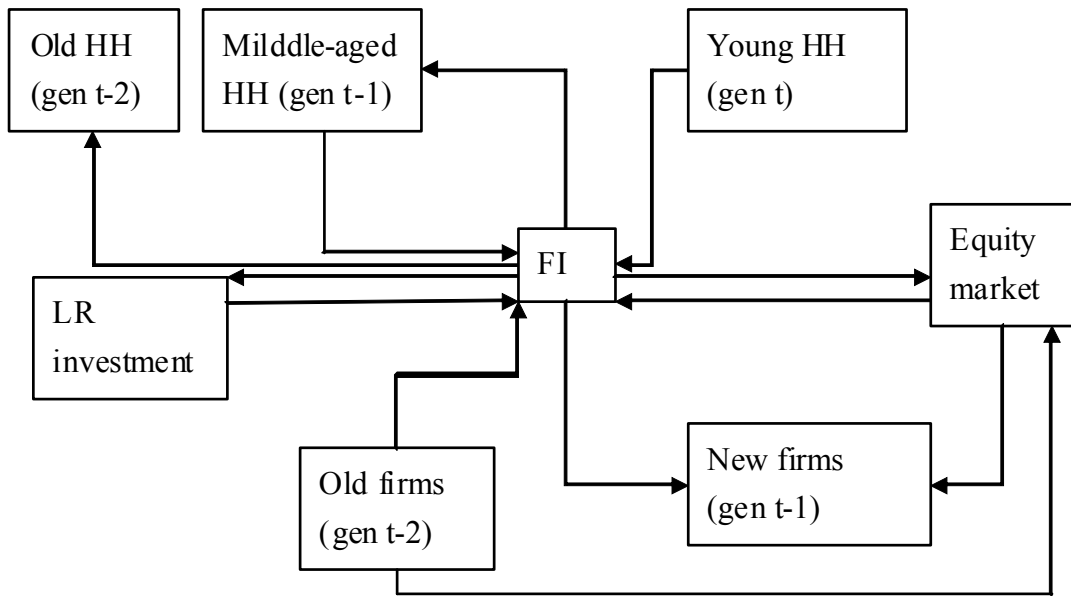 Old HH
(gen t-2)
Milddle-aged
HH (gen t-1)
Young HH
(gen t)
FI
Equity
market
LR
investment
Old firms
(gen t-2)
New firms
(gen t-1)